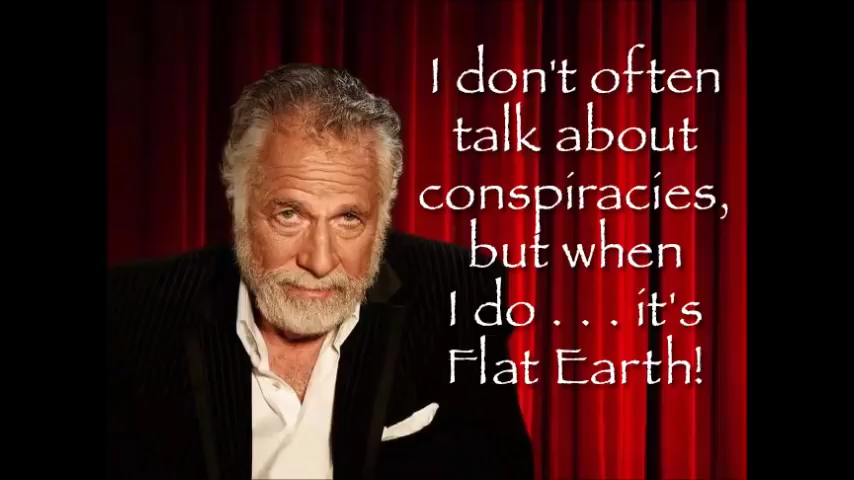 I don't often
talk about
conspiracies,
but when
I do . . . it's
Flat Earth!